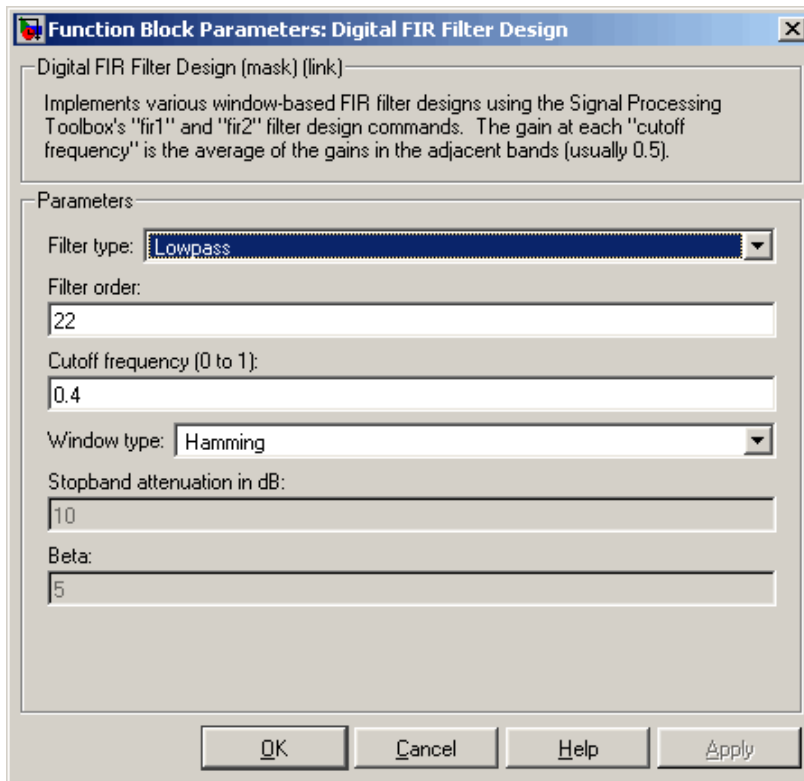 Function Block Parameters: Digital FIR Filter Design
Digital FIR Filter Design (mask) (link)
Implements various window-based FIR filter designs using the Signal Processing
Toolbox's "fir1" and "fir2" filter design commands.  The gain at each "cutoff
frequency" is the average of the gains in the adjacent bands (usually 0.5).
Parameters
Filter type: Lowpass
Filter order:
22
Cutoff frequency (0 to 1):
0.4
Window type: Hamming
Stopband attenuation in dB:
10
Beta:
5
OK Cancel Help Apply